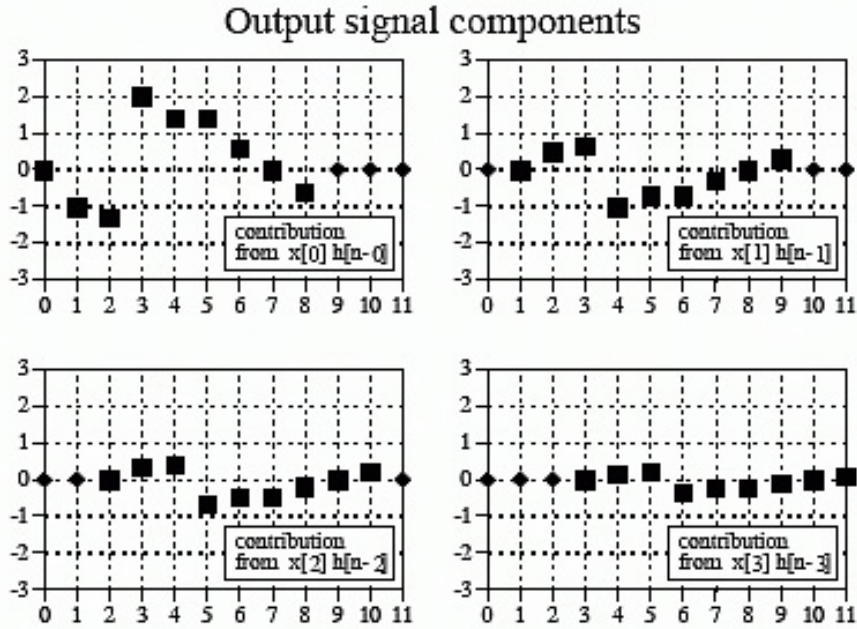 Output signal components
3
2
1
0
-1
-2
-3
contribution
from x[0] h[n-0]
0 1 2 3 4 5 6 7 8 9 10 11
3
2
1
0
-1
-2
-3
contribution
from x[1] h[n-1]
0 1 2 3 4 5 6 7 8 9 10 11
3
2
1
0
-1
-2
-3
contribution
from x[2] h[n-2]
0 1 2 3 4 5 6 7 8 9 10 11
3
2
1
0
-1
-2
-3
contribution
from x[3] h[n-3]
0 1 2 3 4 5 6 7 8 9 10 11